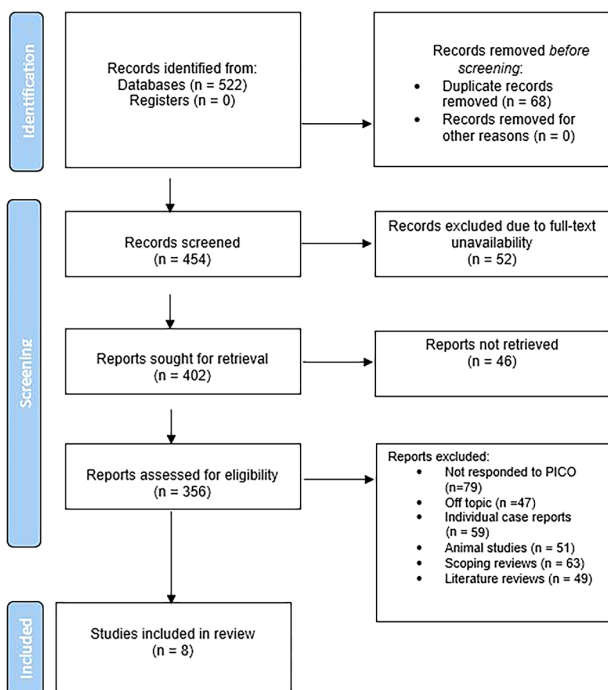 Identification
Records identified from:
Databases (n = 522)
Registers (n = 0)
Records removed before
screening:
• Duplicate records
removed (n = 68)
• Records removed for
other reasons (n = 0)
Screening
Records screened
(n = 454)
Records excluded due to full-text
unavailability
(n = 52)
Reports sought for retrieval
(n = 402)
Reports not retrieved
(n = 46)
Reports assessed for eligibility
(n = 356)
Reports excluded:
• Not responded to PICO
(n=79)
• Off topic (n =47)
• Individual case reports
(n = 59)
• Animal studies (n = 51)
• Scoping reviews (n = 63)
• Literature reviews (n = 49)
Included
Studies included in review
(n = 8)